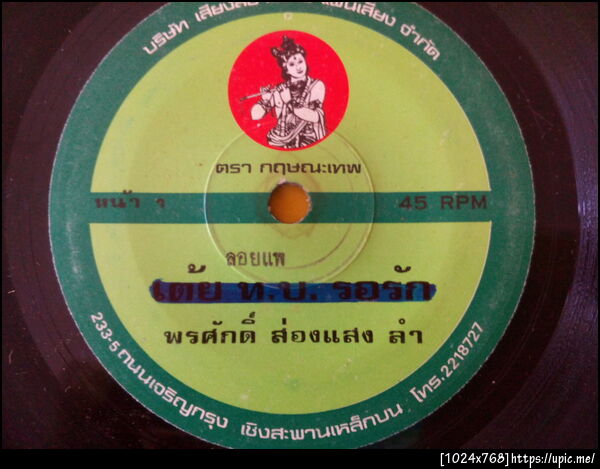 บริษัท เสียงสยาม แผ่นเสียง จำกัด
ตรา กฤษณะเทพ
หน้า 1
45 RPM
ลอยแพ
เต้ย ท.บ. รอรัก
พรศักดิ์ ส่องแสง ลำ
233-5 ถนนเจริญกรุง เชิงสะพานเหล็กบน โทร.2218727
[1024x768]https://upic.me/